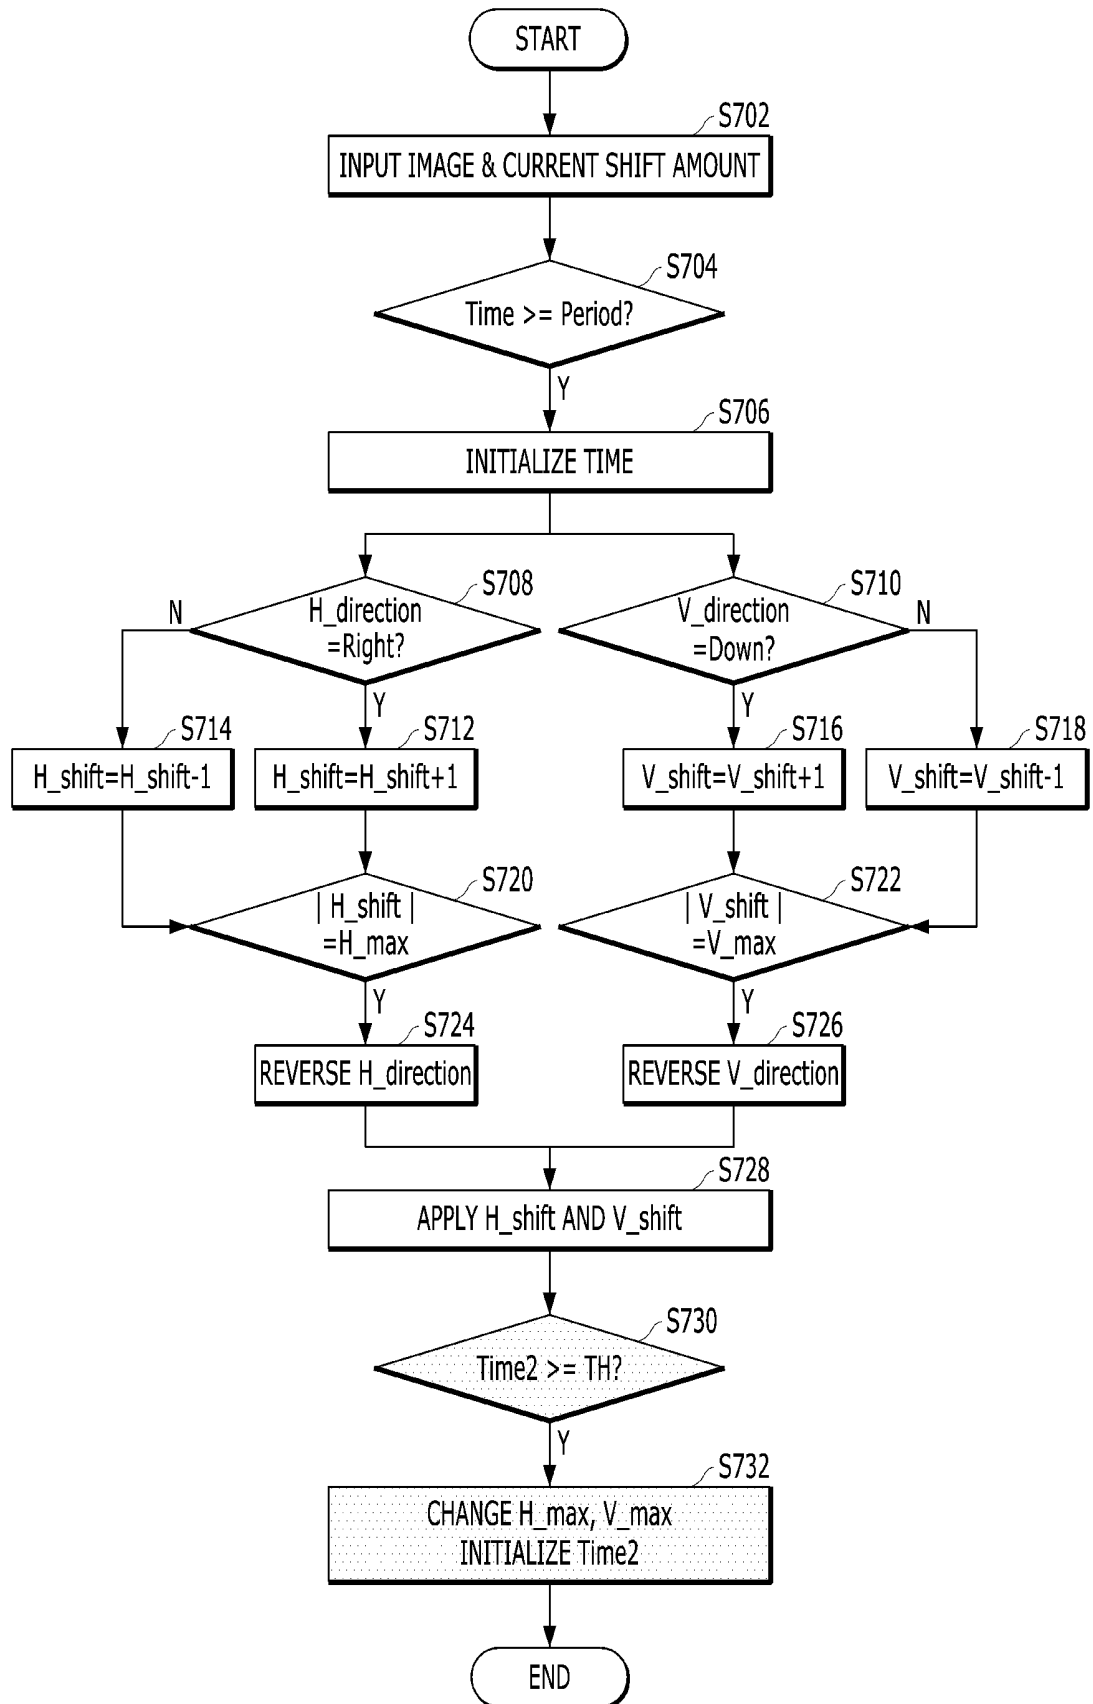 START
S702
INPUT IMAGE & CURRENT SHIFT AMOUNT
S704
Time >= Period?
Y
S706
INITIALIZE TIME
S708
H_direction
=Right?
N
Y
S710
V_direction
=Down?
N
Y
S714
H_shift=H_shift-1
S712
H_shift=H_shift+1
S716
V_shift=V_shift+1
S718
V_shift=V_shift-1
S720
| H_shift |
=H_max
Y
S722
| V_shift |
=V_max
Y
S724
REVERSE H_direction
S726
REVERSE V_direction
S728
APPLY H_shift AND V_shift
S730
Time2 >= TH?
Y
S732
CHANGE H_max, V_max
INITIALIZE Time2
END